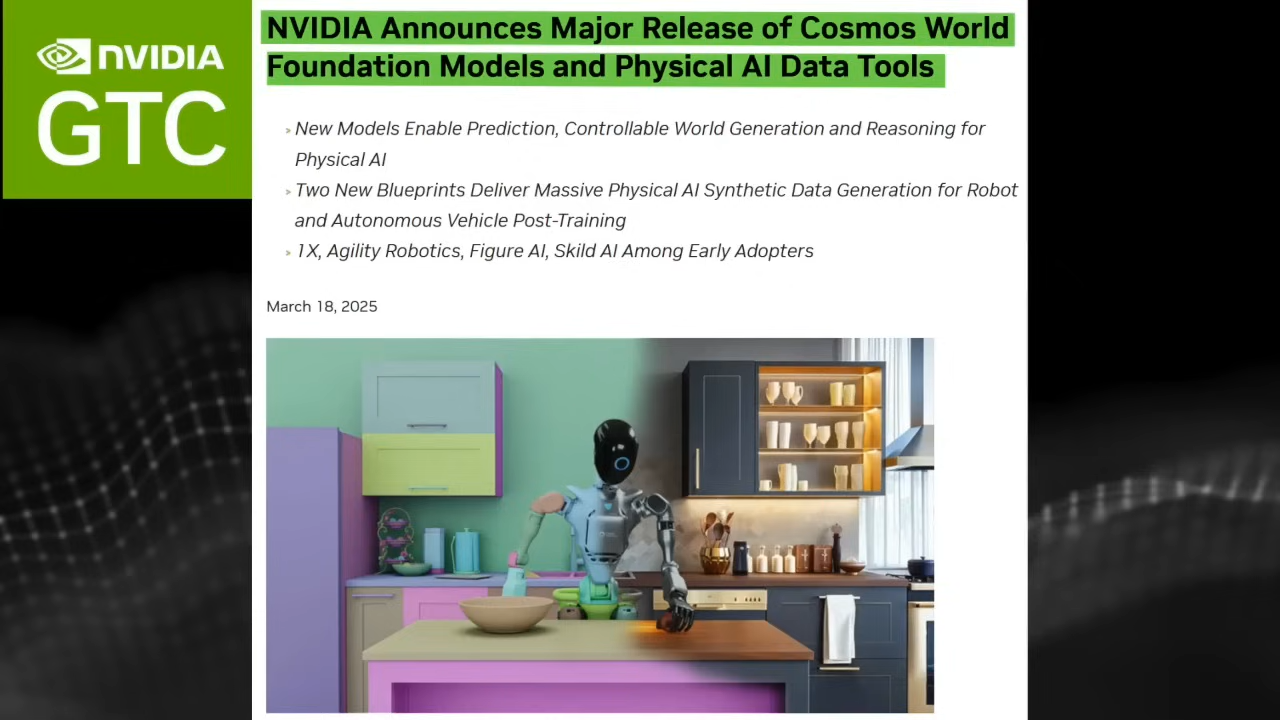 NVIDIA
GTC
NVIDIA Announces Major Release of Cosmos World
Foundation Models and Physical AI Data Tools
› New Models Enable Prediction, Controllable World Generation and Reasoning for
Physical AI
› Two New Blueprints Deliver Massive Physical AI Synthetic Data Generation for Robot
and Autonomous Vehicle Post-Training
› 1X, Agility Robotics, Figure AI, Skild AI Among Early Adopters
March 18, 2025